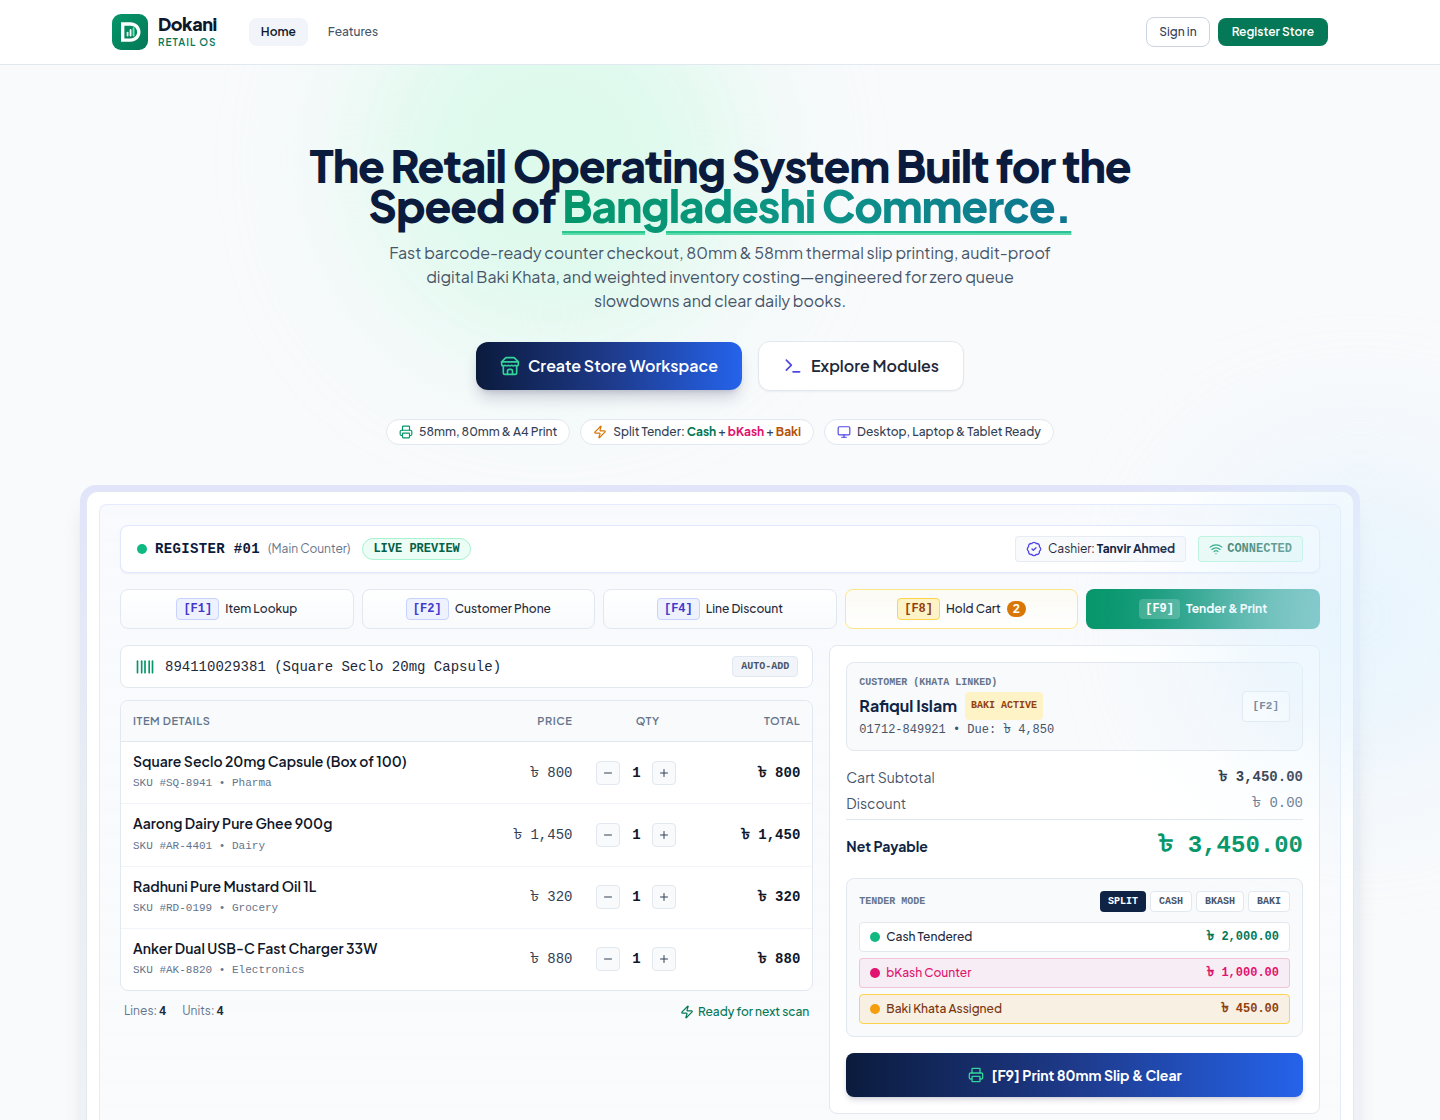 Dokani
RETAIL OS
Home
Features
Sign in
Register Store
The Retail Operating System Built for the
Speed of Bangladeshi Commerce.
Fast barcode-ready counter checkout, 80mm & 58mm thermal slip printing, audit-proof
digital Baki Khata, and weighted inventory costing—engineered for zero queue
slowdowns and clear daily books.
Create Store Workspace
Explore Modules
58mm, 80mm & A4 Print
Split Tender: Cash + bKash + Baki
Desktop, Laptop & Tablet Ready
REGISTER #01 (Main Counter) LIVE PREVIEW
Cashier: Tanvir Ahmed
CONNECTED
[F1] Item Lookup
[F2] Customer Phone
[F4] Line Discount
[F8] Hold Cart 2
[F9] Tender & Print
894110029381 (Square Seclo 20mg Capsule)
AUTO-ADD
ITEM DETAILS PRICE QTY TOTAL
Square Seclo 20mg Capsule (Box of 100)
SKU #SQ-8941 • Pharma
৳ 800 − 1 + ৳ 800
Aarong Dairy Pure Ghee 900g
SKU #AR-4401 • Dairy
৳ 1,450 − 1 + ৳ 1,450
Radhuni Pure Mustard Oil 1L
SKU #RD-0199 • Grocery
৳ 320 − 1 + ৳ 320
Anker Dual USB-C Fast Charger 33W
SKU #AK-8820 • Electronics
৳ 880 − 1 + ৳ 880
Lines: 4 Units: 4
Ready for next scan
CUSTOMER (KHATA LINKED)
Rafiqul Islam BAKI ACTIVE
01712-849921 • Due: ৳ 4,850
[F2]
Cart Subtotal ৳ 3,450.00
Discount ৳ 0.00
Net Payable ৳ 3,450.00
TENDER MODE SPLIT CASH BKASH BAKI
Cash Tendered ৳ 2,000.00
bKash Counter ৳ 1,000.00
Baki Khata Assigned ৳ 450.00
[F9] Print 80mm Slip & Clear